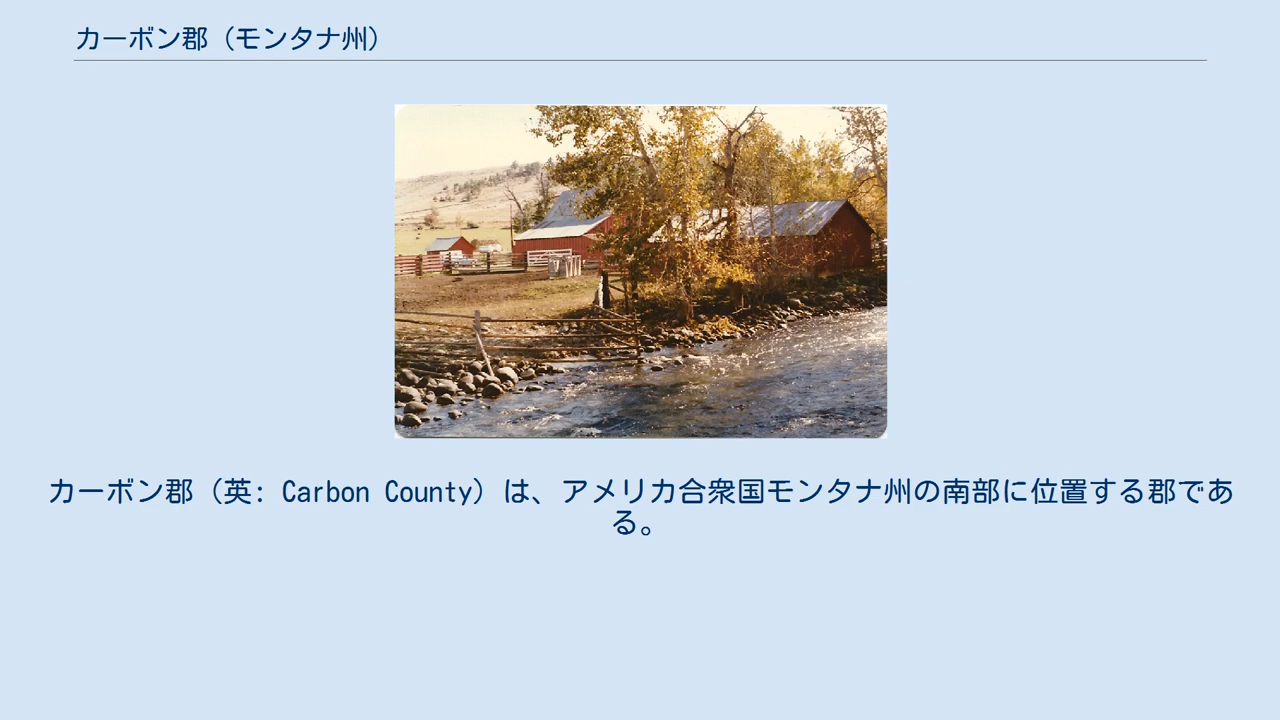 カーボン郡（モンタナ州）
カーボン郡（英: Carbon County）は、アメリカ合衆国モンタナ州の南部に位置する郡であ
る。